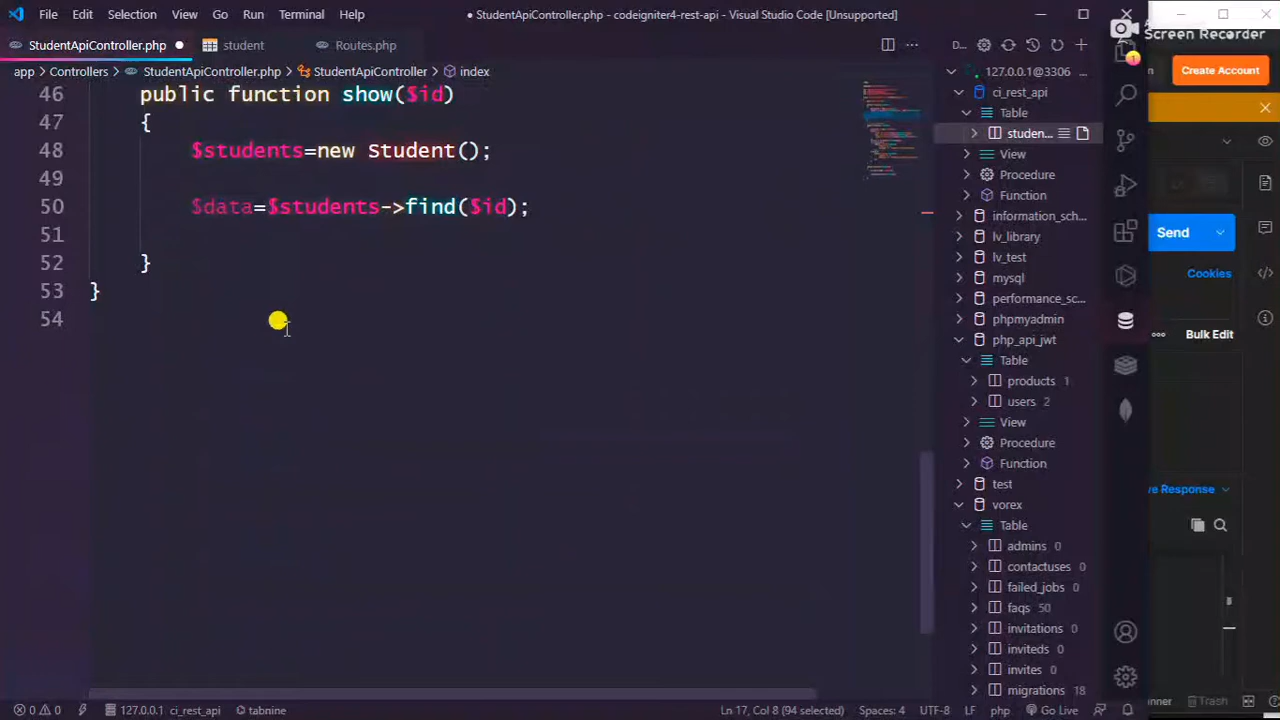 File Edit Selection View Go Run Terminal Help
● StudentApiController.php - codeigniter4-rest-api - Visual Studio Code [Unsupported]
StudentApiController.php ● student Routes.php
app > Controllers > StudentApiController.php > StudentApiController > index
46 public function show($id)
47 {
48 $students=new Student();
49
50 $data=$students->find($id);
51
52 }
53 }
54
D...
127.0.0.1@3306 ...
ci_rest_api
Table
studen...
View
Procedure
Function
information_sch...
lv_library
lv_test
mysql
performance_sc...
phpmyadmin
php_api_jwt
Table
products 1
users 2
View
Procedure
Function
test
vorex
Table
admins 0
contactuses 0
failed_jobs 0
faqs 50
invitations 0
inviteds 0
invites 0
migrations 18
1
Screen Recorder
Create Account
Send
Cookies
Bulk Edit
ve Response
nner Trash
0 0 127.0.0.1 ci_rest_api tabnine Ln 17, Col 8 (94 selected) Spaces: 4 UTF-8 LF php Go Live